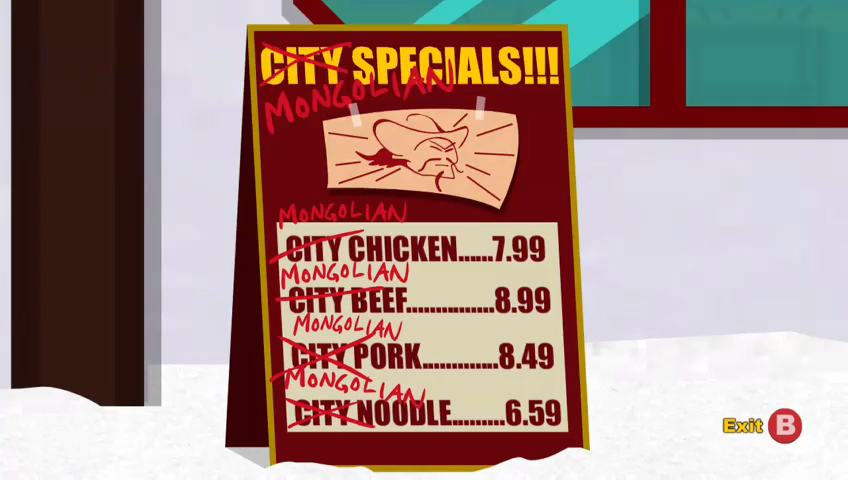 CITY SPECIALS!!!
MONGOLIAN
MONGOLIAN
CITY CHICKEN......7.99
MONGOLIAN
CITY BEEF...............8.99
MONGOLIAN
CITY PORK.............8.49
MONGOLIAN
CITY NOODLE.........6.59
Exit B